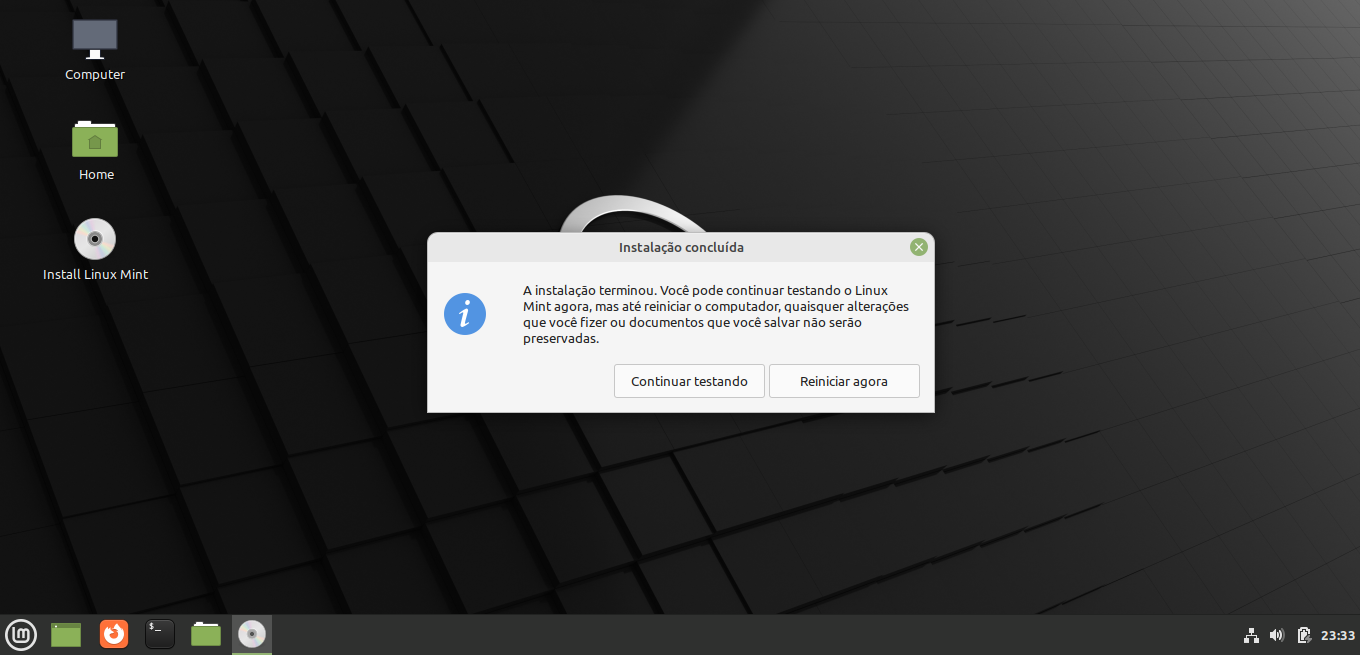 Computer
Home
Install Linux Mint
Instalação concluída
A instalação terminou. Você pode continuar testando o Linux
Mint agora, mas até reiniciar o computador, quaisquer alterações
que você fizer ou documentos que você salvar não serão
preservadas.
Continuar testando
Reiniciar agora
$_
23:33